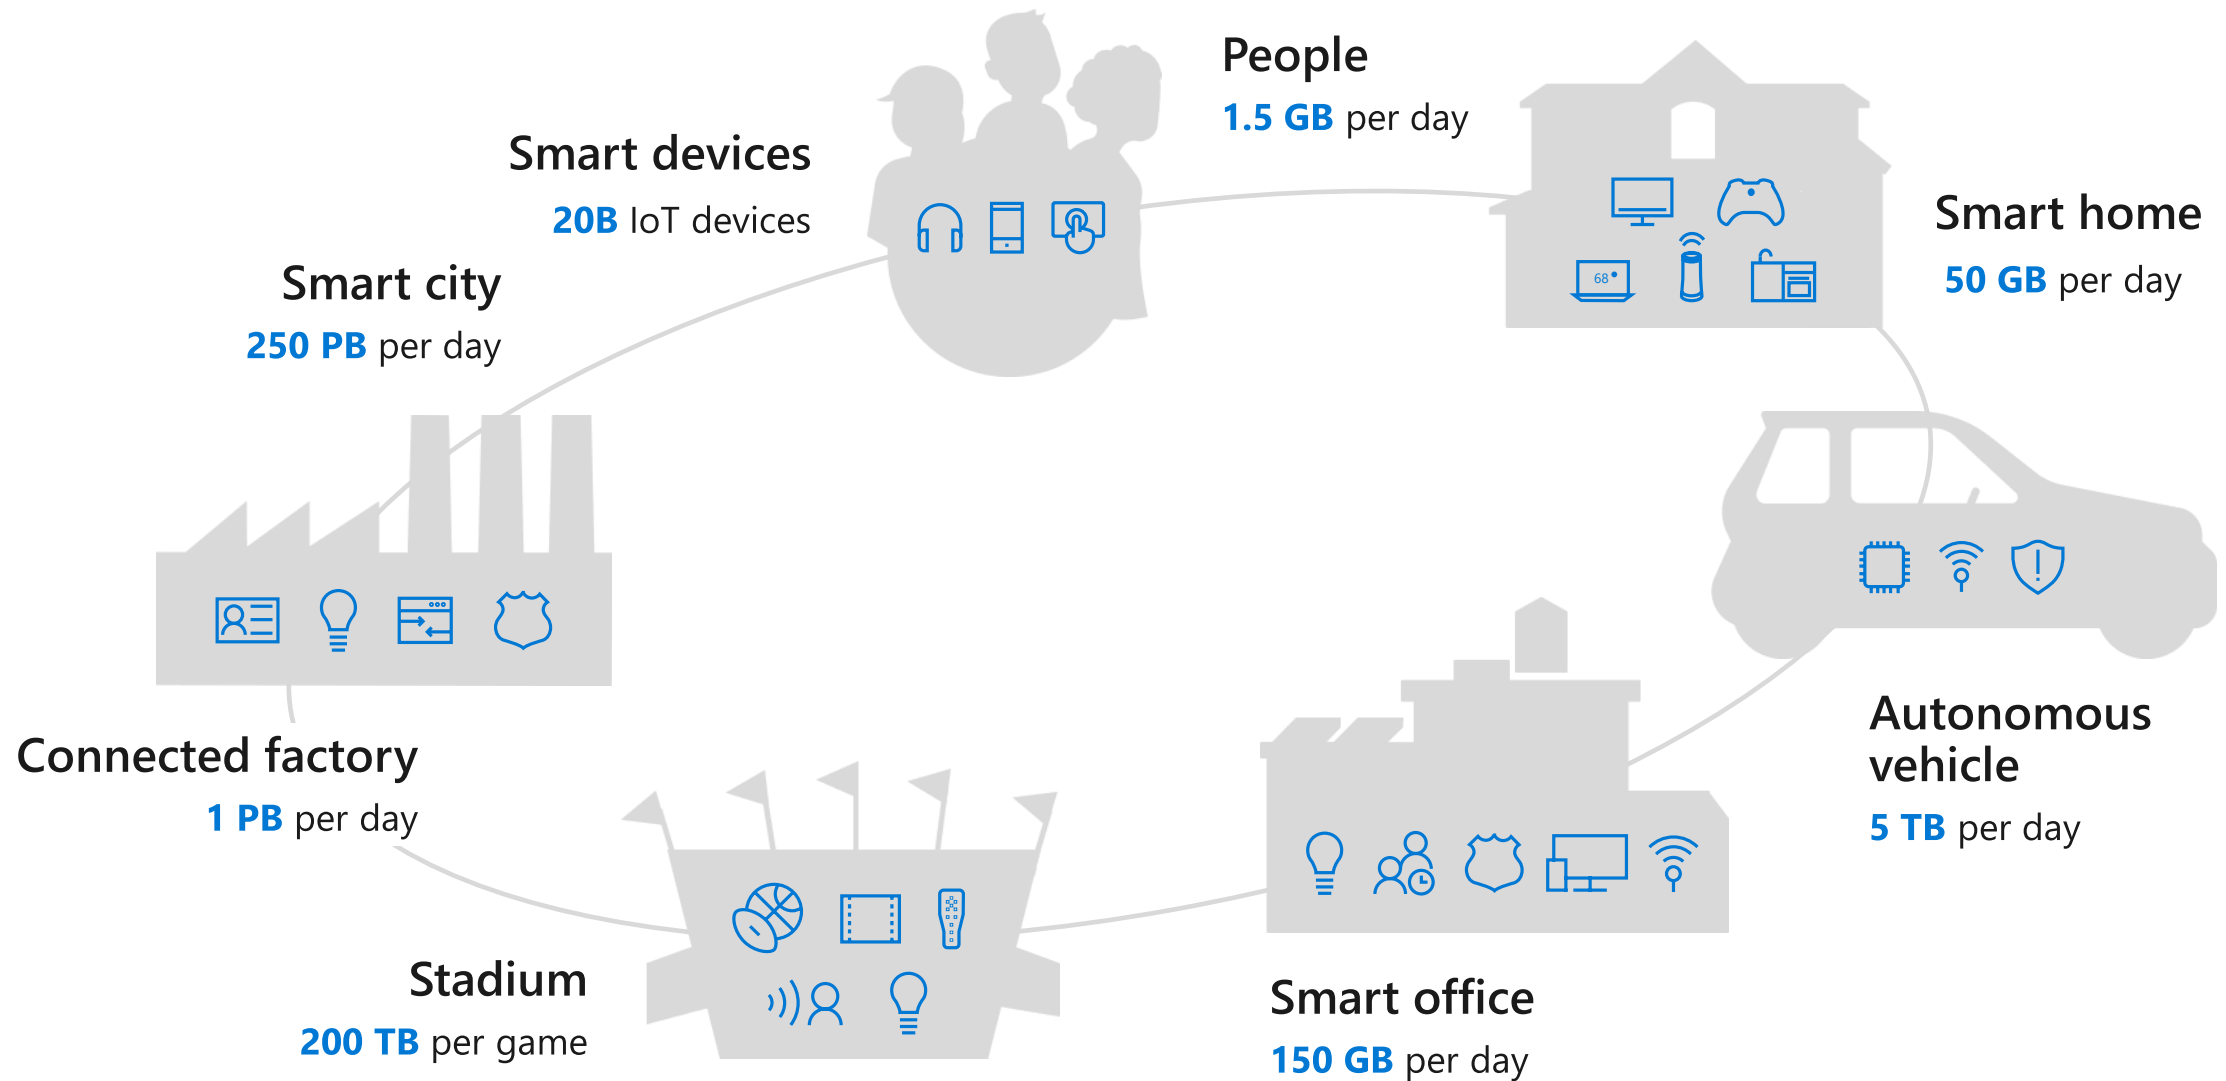 People
1.5 GB per day
Smart devices
20B IoT devices
Smart home
50 GB per day
68°
Smart city
250 PB per day
Autonomous
vehicle
5 TB per day
Connected factory
1 PB per day
Stadium
200 TB per game
Smart office
150 GB per day